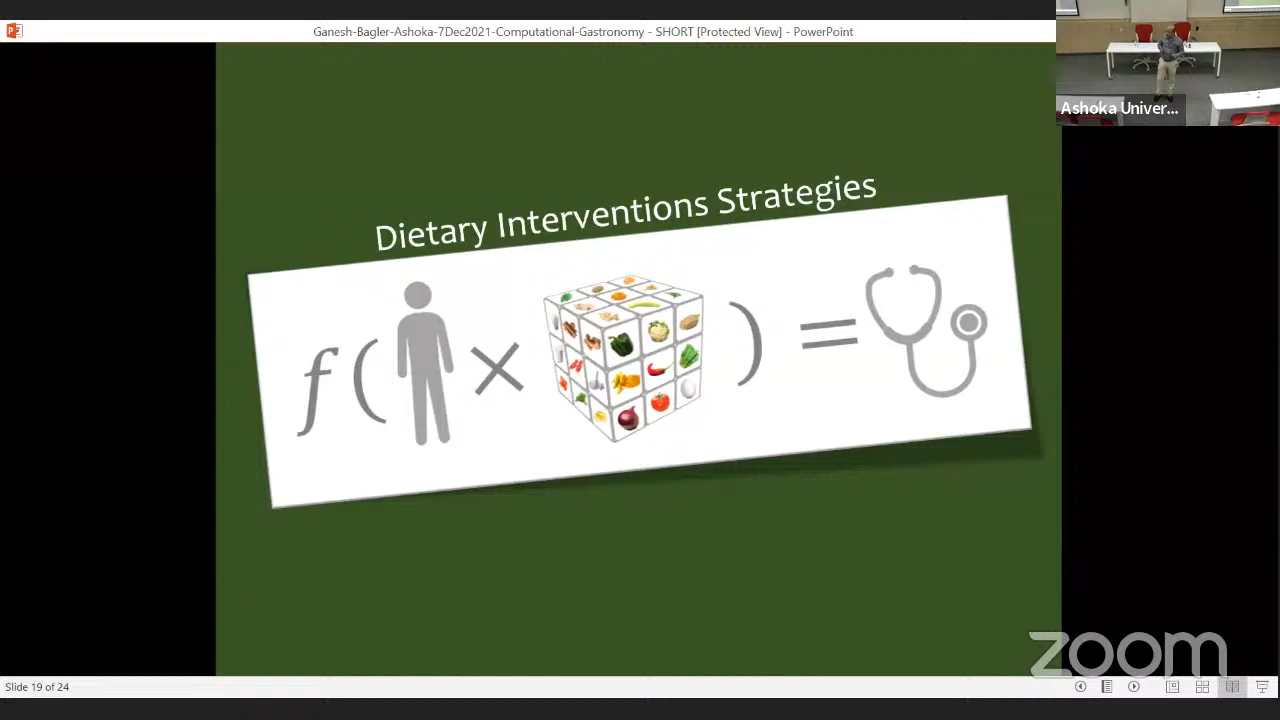 Ganesh-Bagler-Ashoka-7Dec2021-Computational-Gastronomy - SHORT [Protected View] - PowerPoint
Ashoka Univer...
Dietary Interventions Strategies
f( × ) =
zoom
Slide 19 of 24